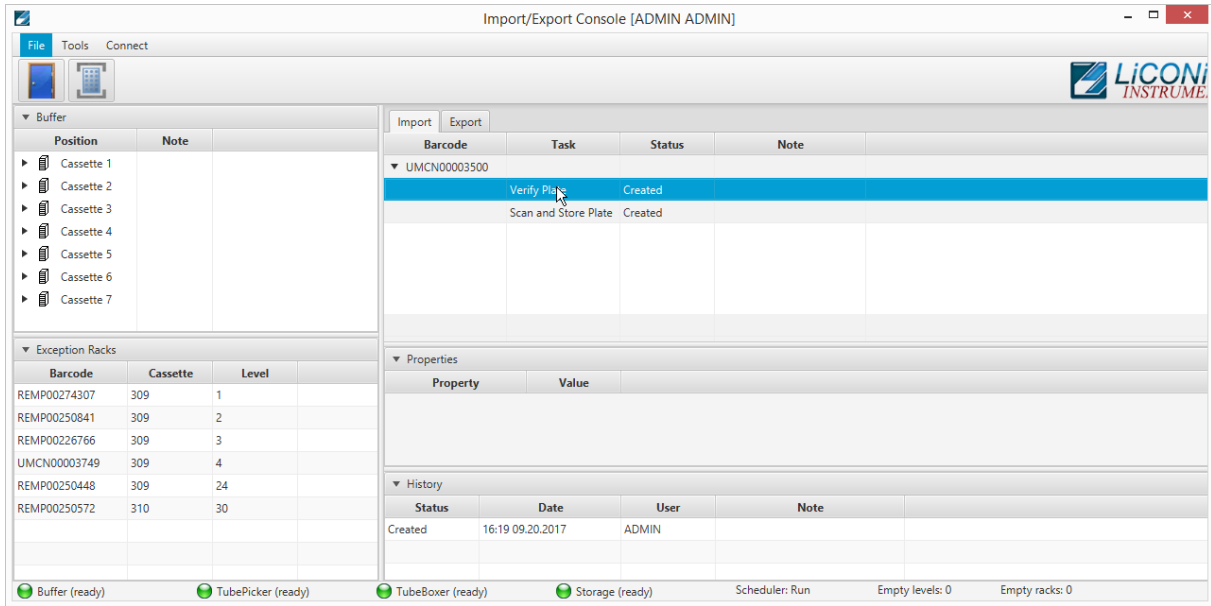 Import/Export Console [ADMIN ADMIN]
File Tools Connect
LiCONi
INSTRUME
Buffer
Position Note
Cassette 1
Cassette 2
Cassette 3
Cassette 4
Cassette 5
Cassette 6
Cassette 7
Import Export
Barcode Task Status Note
UMCN00003500
Verify Plate Created
Scan and Store Plate Created
Exception Racks
Barcode Cassette Level
REMP00274307 309 1
REMP00250841 309 2
REMP00226766 309 3
UMCN00003749 309 4
REMP00250448 309 24
REMP00250572 310 30
Properties
Property Value
History
Status Date User Note
Created 16:19 09.20.2017 ADMIN
Buffer (ready) TubePicker (ready) TubeBoxer (ready) Storage (ready) Scheduler: Run Empty levels: 0 Empty racks: 0